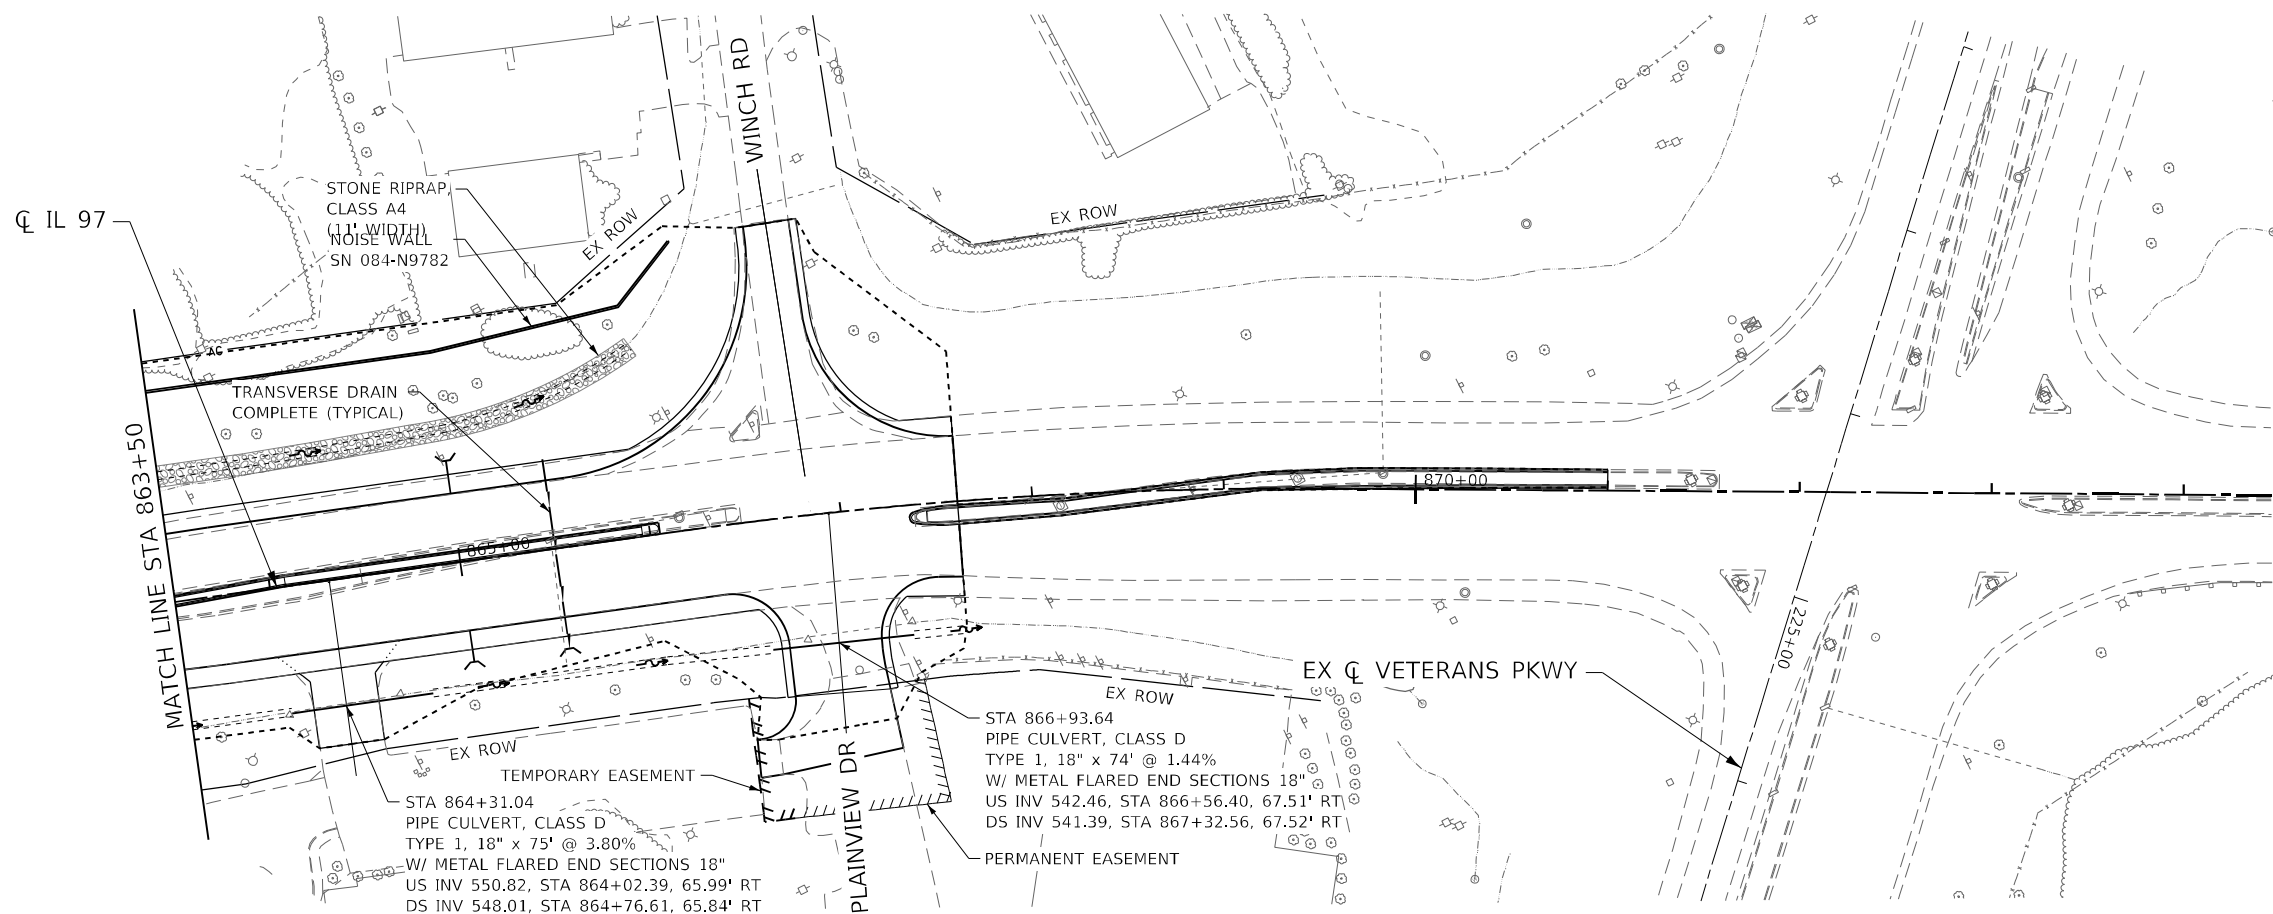 WINCH RD
STONE RIPRAP,
CLASS A4
(11' WIDTH)
NOISE WALL
SN 084-N9782
℄ IL 97
EX ROW
EX ROW
AC
TRANSVERSE DRAIN
COMPLETE (TYPICAL)
MATCH LINE STA 863+50
865+00
870+00
L 225+00
EX ℄ VETERANS PKWY
EX ROW
EX ROW
TEMPORARY EASEMENT
PLAINVIEW DR
STA 866+93.64
PIPE CULVERT, CLASS D
TYPE 1, 18" x 74' @ 1.44%
W/ METAL FLARED END SECTIONS 18"
US INV 542.46, STA 866+56.40, 67.51' RT
DS INV 541.39, STA 867+32.56, 67.52' RT
PERMANENT EASEMENT
STA 864+31.04
PIPE CULVERT, CLASS D
TYPE 1, 18" x 75' @ 3.80%
W/ METAL FLARED END SECTIONS 18"
US INV 550.82, STA 864+02.39, 65.99' RT
DS INV 548.01, STA 864+76.61, 65.84' RT